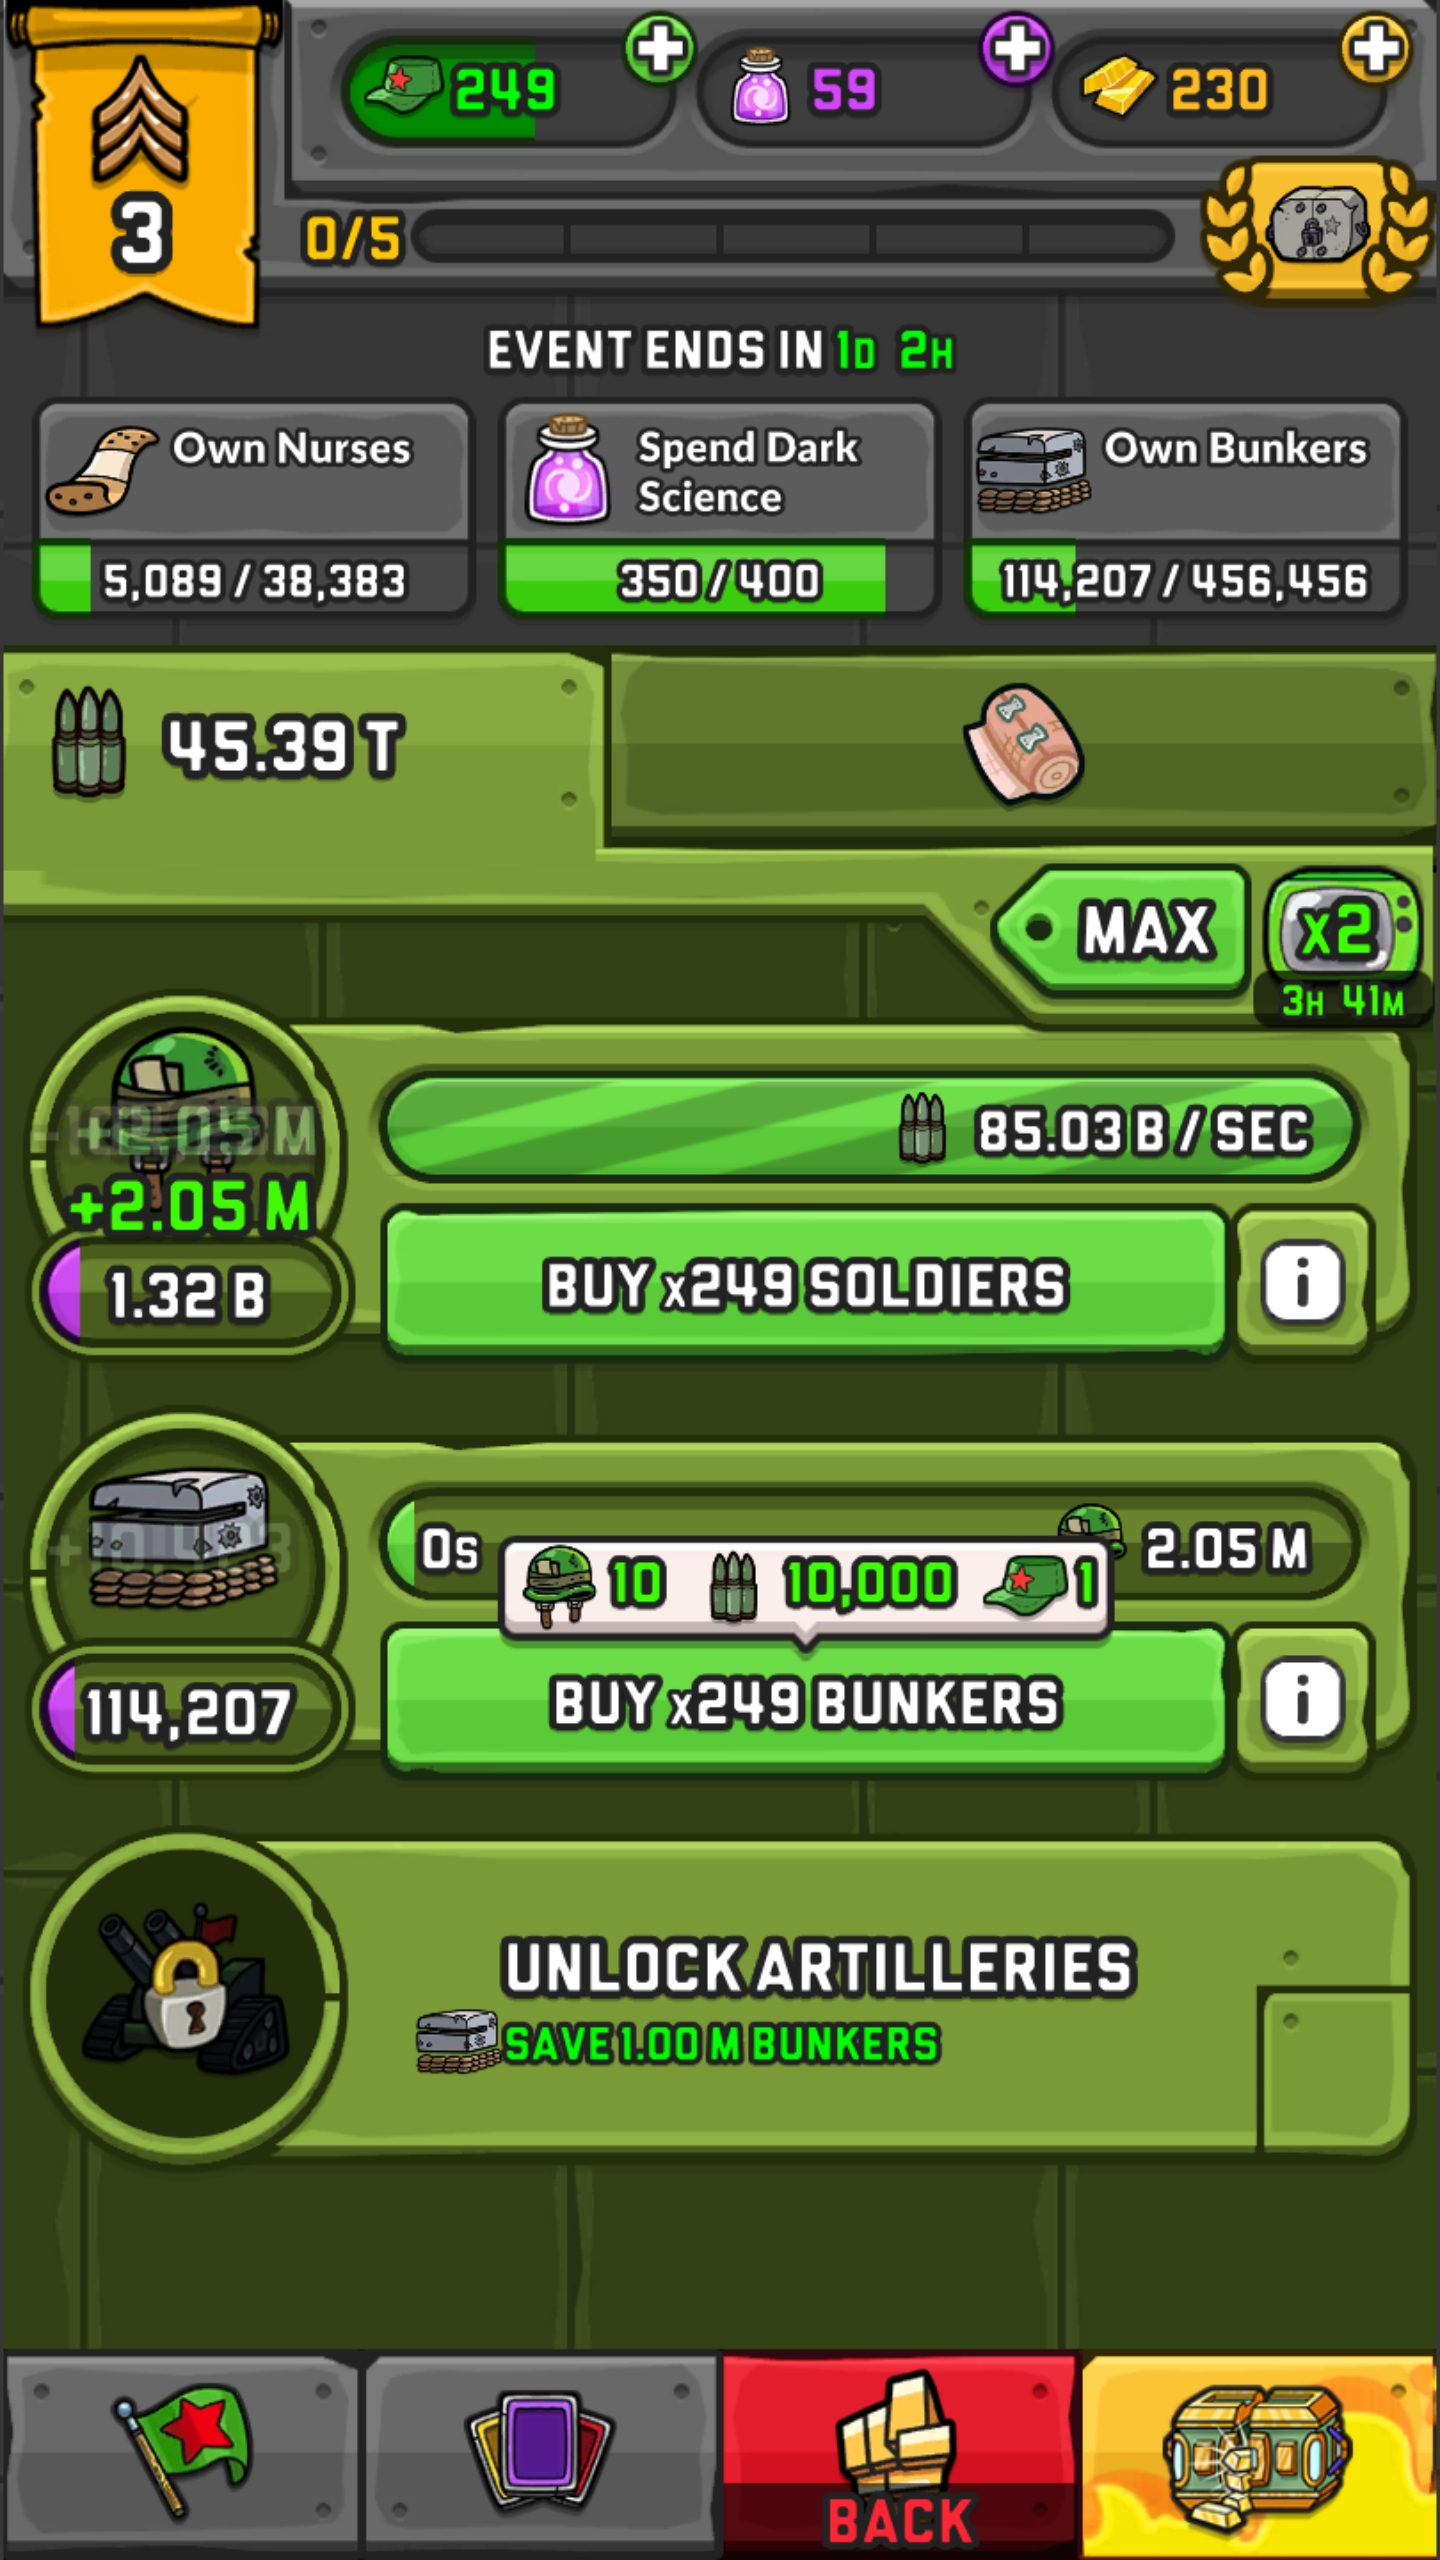 249
59
230
3
0/5
EVENT ENDS IN 1D 2H
Own Nurses
5,089 / 38,383
Spend Dark
Science
350 / 400
Own Bunkers
114,207 / 456,456
45.39 T
MAX
x2
3H 41M
85.03 B / SEC
+2.05 M
+2.05 M
1.32 B
BUY x249 SOLDIERS
0s
2.05 M
10
10,000
1
114,207
BUY x249 BUNKERS
UNLOCK ARTILLERIES
SAVE 1.00 M BUNKERS
BACK